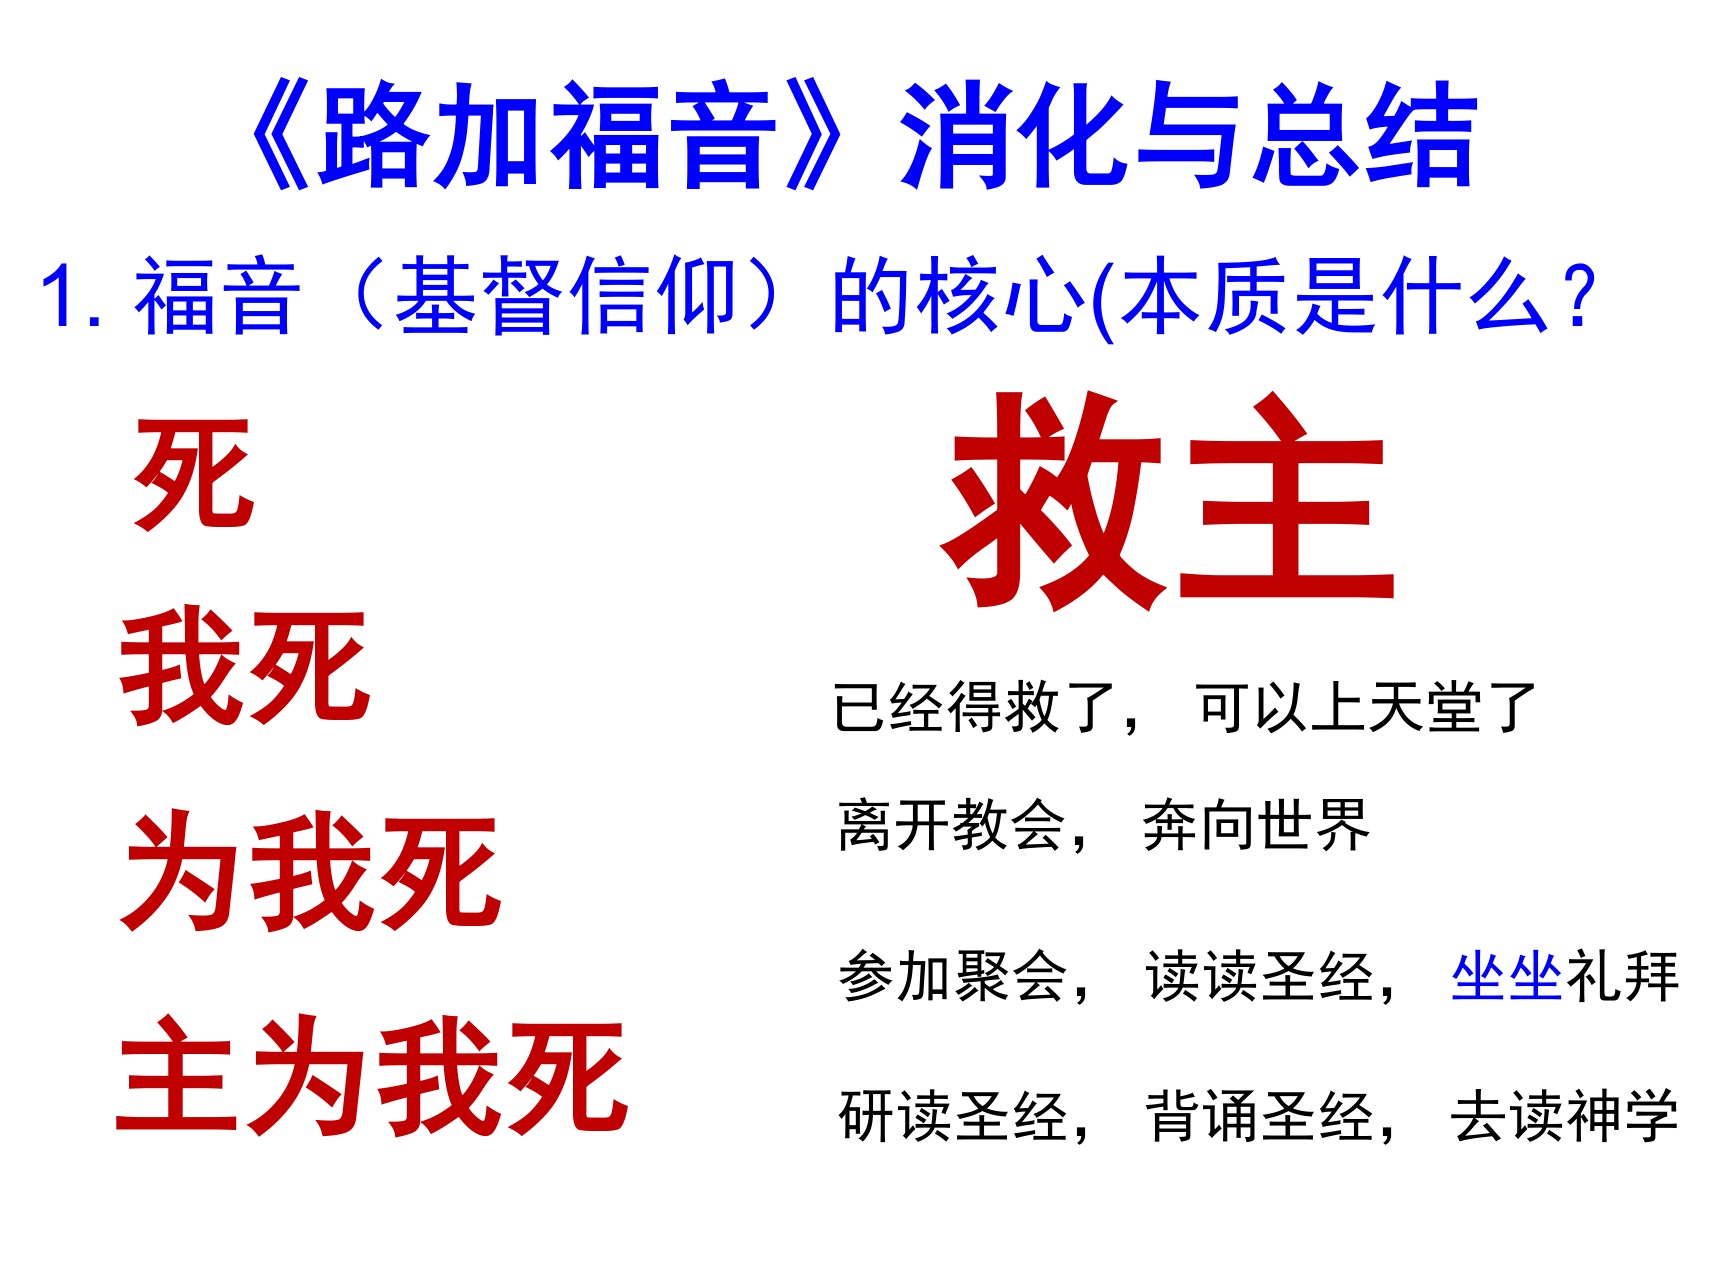 《路加福音》消化与总结
1. 福音（基督信仰）的核心(本质是什么？
死
我死
为我死
主为我死
救主
已经得救了， 可以上天堂了
离开教会， 奔向世界
参加聚会， 读读圣经， 坐坐礼拜
研读圣经， 背诵圣经， 去读神学